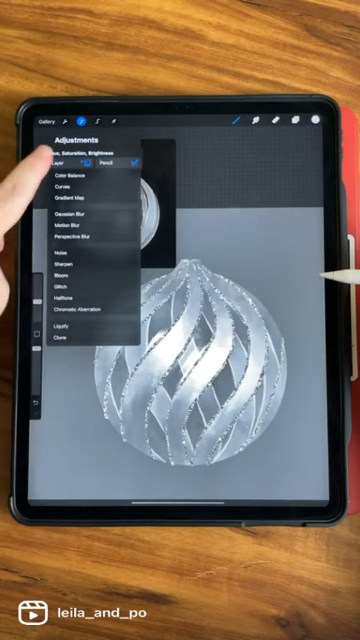 Gallery
Adjustments
Hue, Saturation, Brightness
Layer Pencil
Color Balance
Curves
Gradient Map
Gaussian Blur
Motion Blur
Perspective Blur
Noise
Sharpen
Bloom
Glitch
Halftone
Chromatic Aberration
Liquify
Clone
leila_and_po